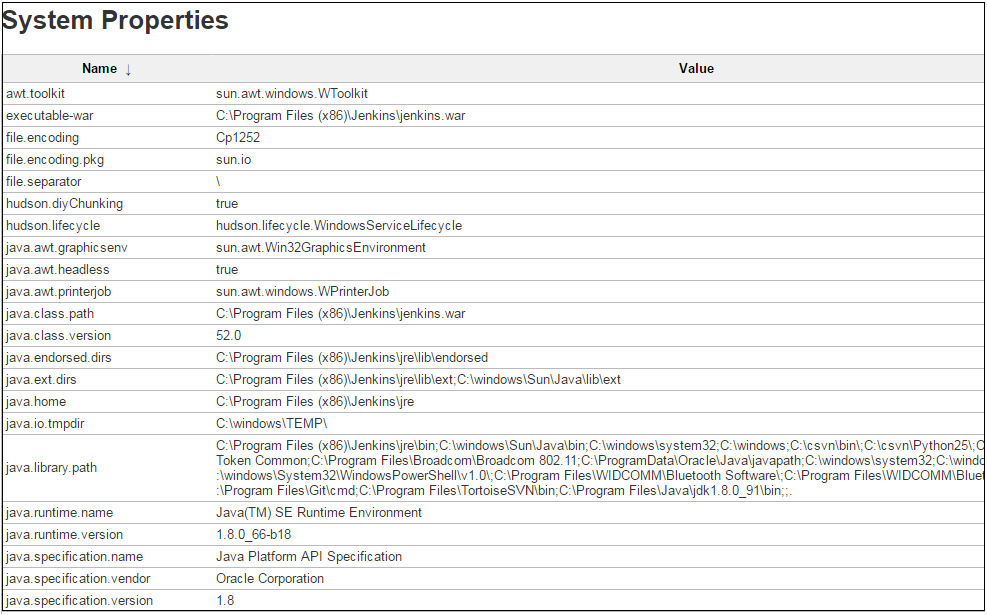 System Properties
Name ↓ Value
awt.toolkit sun.awt.windows.WToolkit
executable-war C:\Program Files (x86)\Jenkins\jenkins.war
file.encoding Cp1252
file.encoding.pkg sun.io
file.separator \
hudson.diyChunking true
hudson.lifecycle hudson.lifecycle.WindowsServiceLifecycle
java.awt.graphicsenv sun.awt.Win32GraphicsEnvironment
java.awt.headless true
java.awt.printerjob sun.awt.windows.WPrinterJob
java.class.path C:\Program Files (x86)\Jenkins\jenkins.war
java.class.version 52.0
java.endorsed.dirs C:\Program Files (x86)\Jenkins\jre\lib\endorsed
java.ext.dirs C:\Program Files (x86)\Jenkins\jre\lib\ext;C:\windows\Sun\Java\lib\ext
java.home C:\Program Files (x86)\Jenkins\jre
java.io.tmpdir C:\windows\TEMP\
java.library.path
C:\Program Files (x86)\Jenkins\jre\bin;C:\windows\Sun\Java\bin;C:\windows\system32;C:\windows;C:\csvn\bin\;C:\csvn\Python25\;C
Token Common;C:\Program Files\Broadcom\Broadcom 802.11;C:\ProgramData\Oracle\Java\javapath;C:\windows\system32;C:\windo
:\windows\System32\WindowsPowerShell\v1.0\;C:\Program Files\WIDCOMM\Bluetooth Software\;C:\Program Files\WIDCOMM\Bluet
:\Program Files\Git\cmd;C:\Program Files\TortoiseSVN\bin;C:\Program Files\Java\jdk1.8.0_91\bin;;.
java.runtime.name Java(TM) SE Runtime Environment
java.runtime.version 1.8.0_66-b18
java.specification.name Java Platform API Specification
java.specification.vendor Oracle Corporation
java.specification.version 1.8